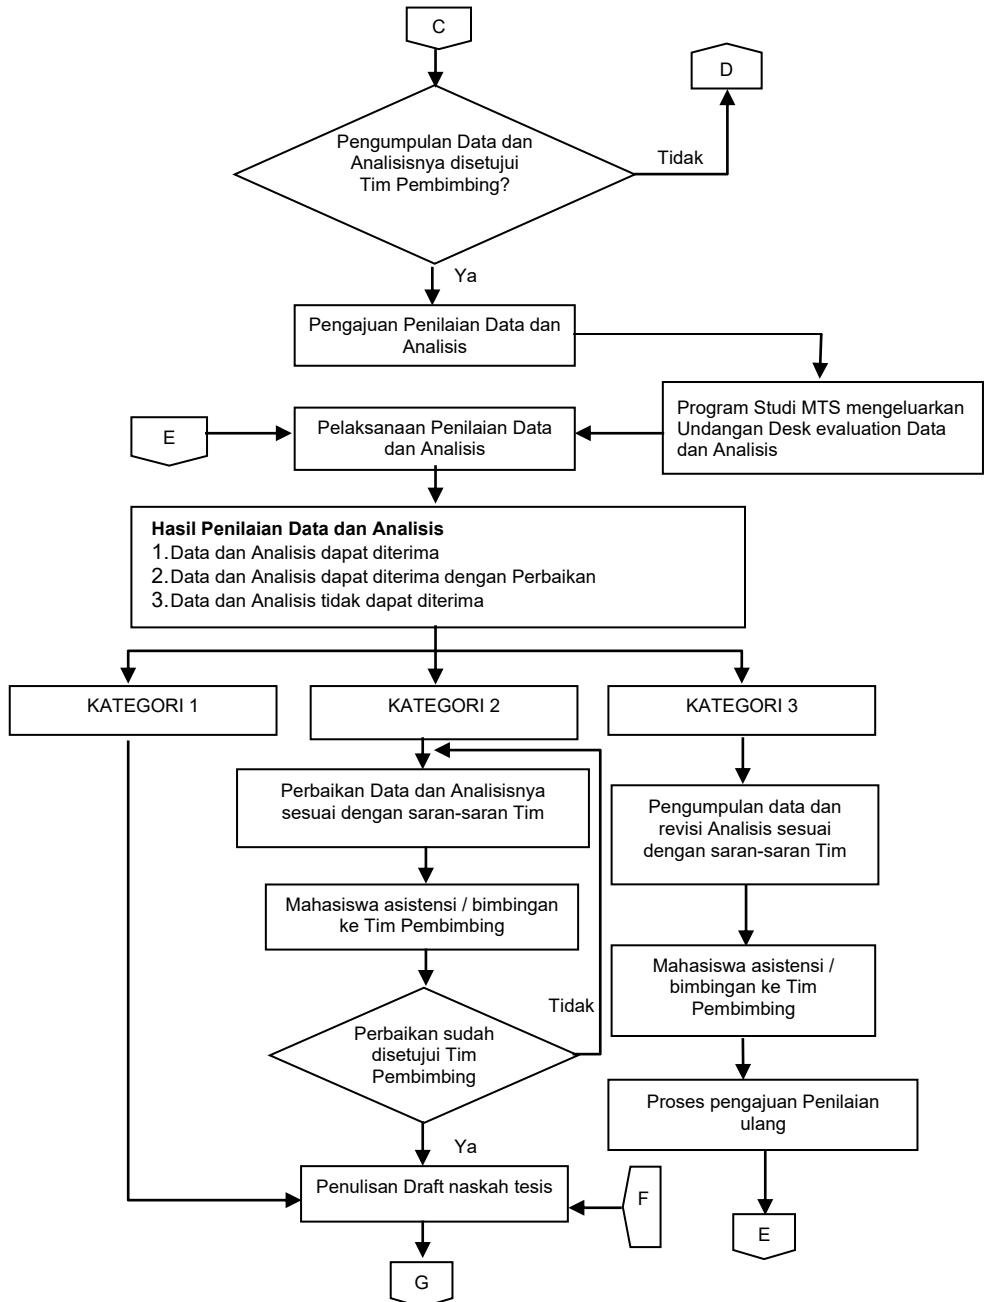 C
D
Pengumpulan Data dan
Analisisnya disetujui
Tim Pembimbing?
Tidak
Ya
Pengajuan Penilaian Data dan
Analisis
Program Studi MTS mengeluarkan
Undangan Desk evaluation Data
dan Analisis
E
Pelaksanaan Penilaian Data
dan Analisis
Hasil Penilaian Data dan Analisis
1.Data dan Analisis dapat diterima
2.Data dan Analisis dapat diterima dengan Perbaikan
3.Data dan Analisis tidak dapat diterima
KATEGORI 1
KATEGORI 2
KATEGORI 3
Perbaikan Data dan Analisisnya
sesuai dengan saran-saran Tim
Pengumpulan data dan
revisi Analisis sesuai
dengan saran-saran Tim
Mahasiswa asistensi / bimbingan
ke Tim Pembimbing
Mahasiswa asistensi /
bimbingan ke Tim
Pembimbing
Tidak
Perbaikan sudah
disetujui Tim
Pembimbing
Proses pengajuan Penilaian
ulang
Ya
Penulisan Draft naskah tesis
F
E
G